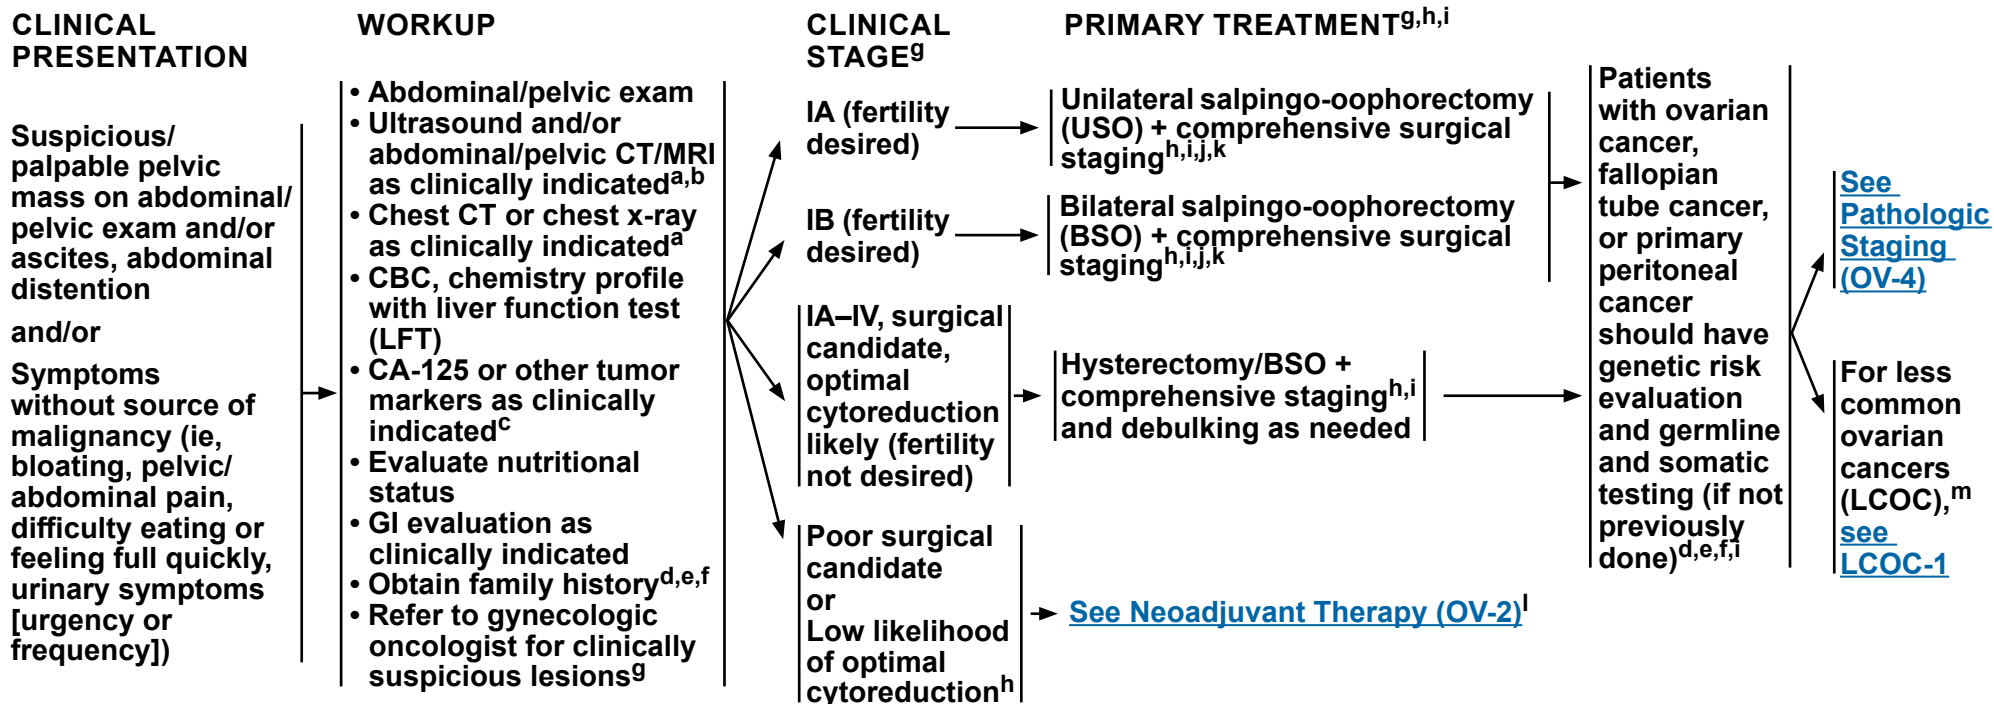 CLINICAL
PRESENTATION
Suspicious/
palpable pelvic
mass on abdominal/
pelvic exam and/or
ascites, abdominal
distention
and/or
Symptoms
without source of
malignancy (ie,
bloating, pelvic/
abdominal pain,
difficulty eating or
feeling full quickly,
urinary symptoms
[urgency or
frequency])
WORKUP
• Abdominal/pelvic exam
• Ultrasound and/or
abdominal/pelvic CT/MRI
as clinically indicateda,b
• Chest CT or chest x-ray
as clinically indicateda
• CBC, chemistry profile
with liver function test
(LFT)
• CA-125 or other tumor
markers as clinically
indicatedc
• Evaluate nutritional
status
• GI evaluation as
clinically indicated
• Obtain family historyd,e,f
• Refer to gynecologic
oncologist for clinically
suspicious lesionsg
CLINICAL
STAGEg
IA (fertility
desired)
IB (fertility
desired)
IA–IV, surgical
candidate,
optimal
cytoreduction
likely (fertility
not desired)
Poor surgical
candidate
or
Low likelihood
of optimal
cytoreductionh
PRIMARY TREATMENTg,h,i
Unilateral salpingo-oophorectomy
(USO) + comprehensive surgical
stagingh,i,j,k
Bilateral salpingo-oophorectomy
(BSO) + comprehensive surgical
stagingh,i,j,k
Hysterectomy/BSO +
comprehensive stagingh,i
and debulking as needed
See Neoadjuvant Therapy (OV-2)l
Patients
with ovarian
cancer,
fallopian
tube cancer,
or primary
peritoneal
cancer
should have
genetic risk
evaluation
and germline
and somatic
testing (if not
previously
done)d,e,f,i
See
Pathologic
Staging
(OV-4)
For less
common
ovarian
cancers
(LCOC),m
see
LCOC-1